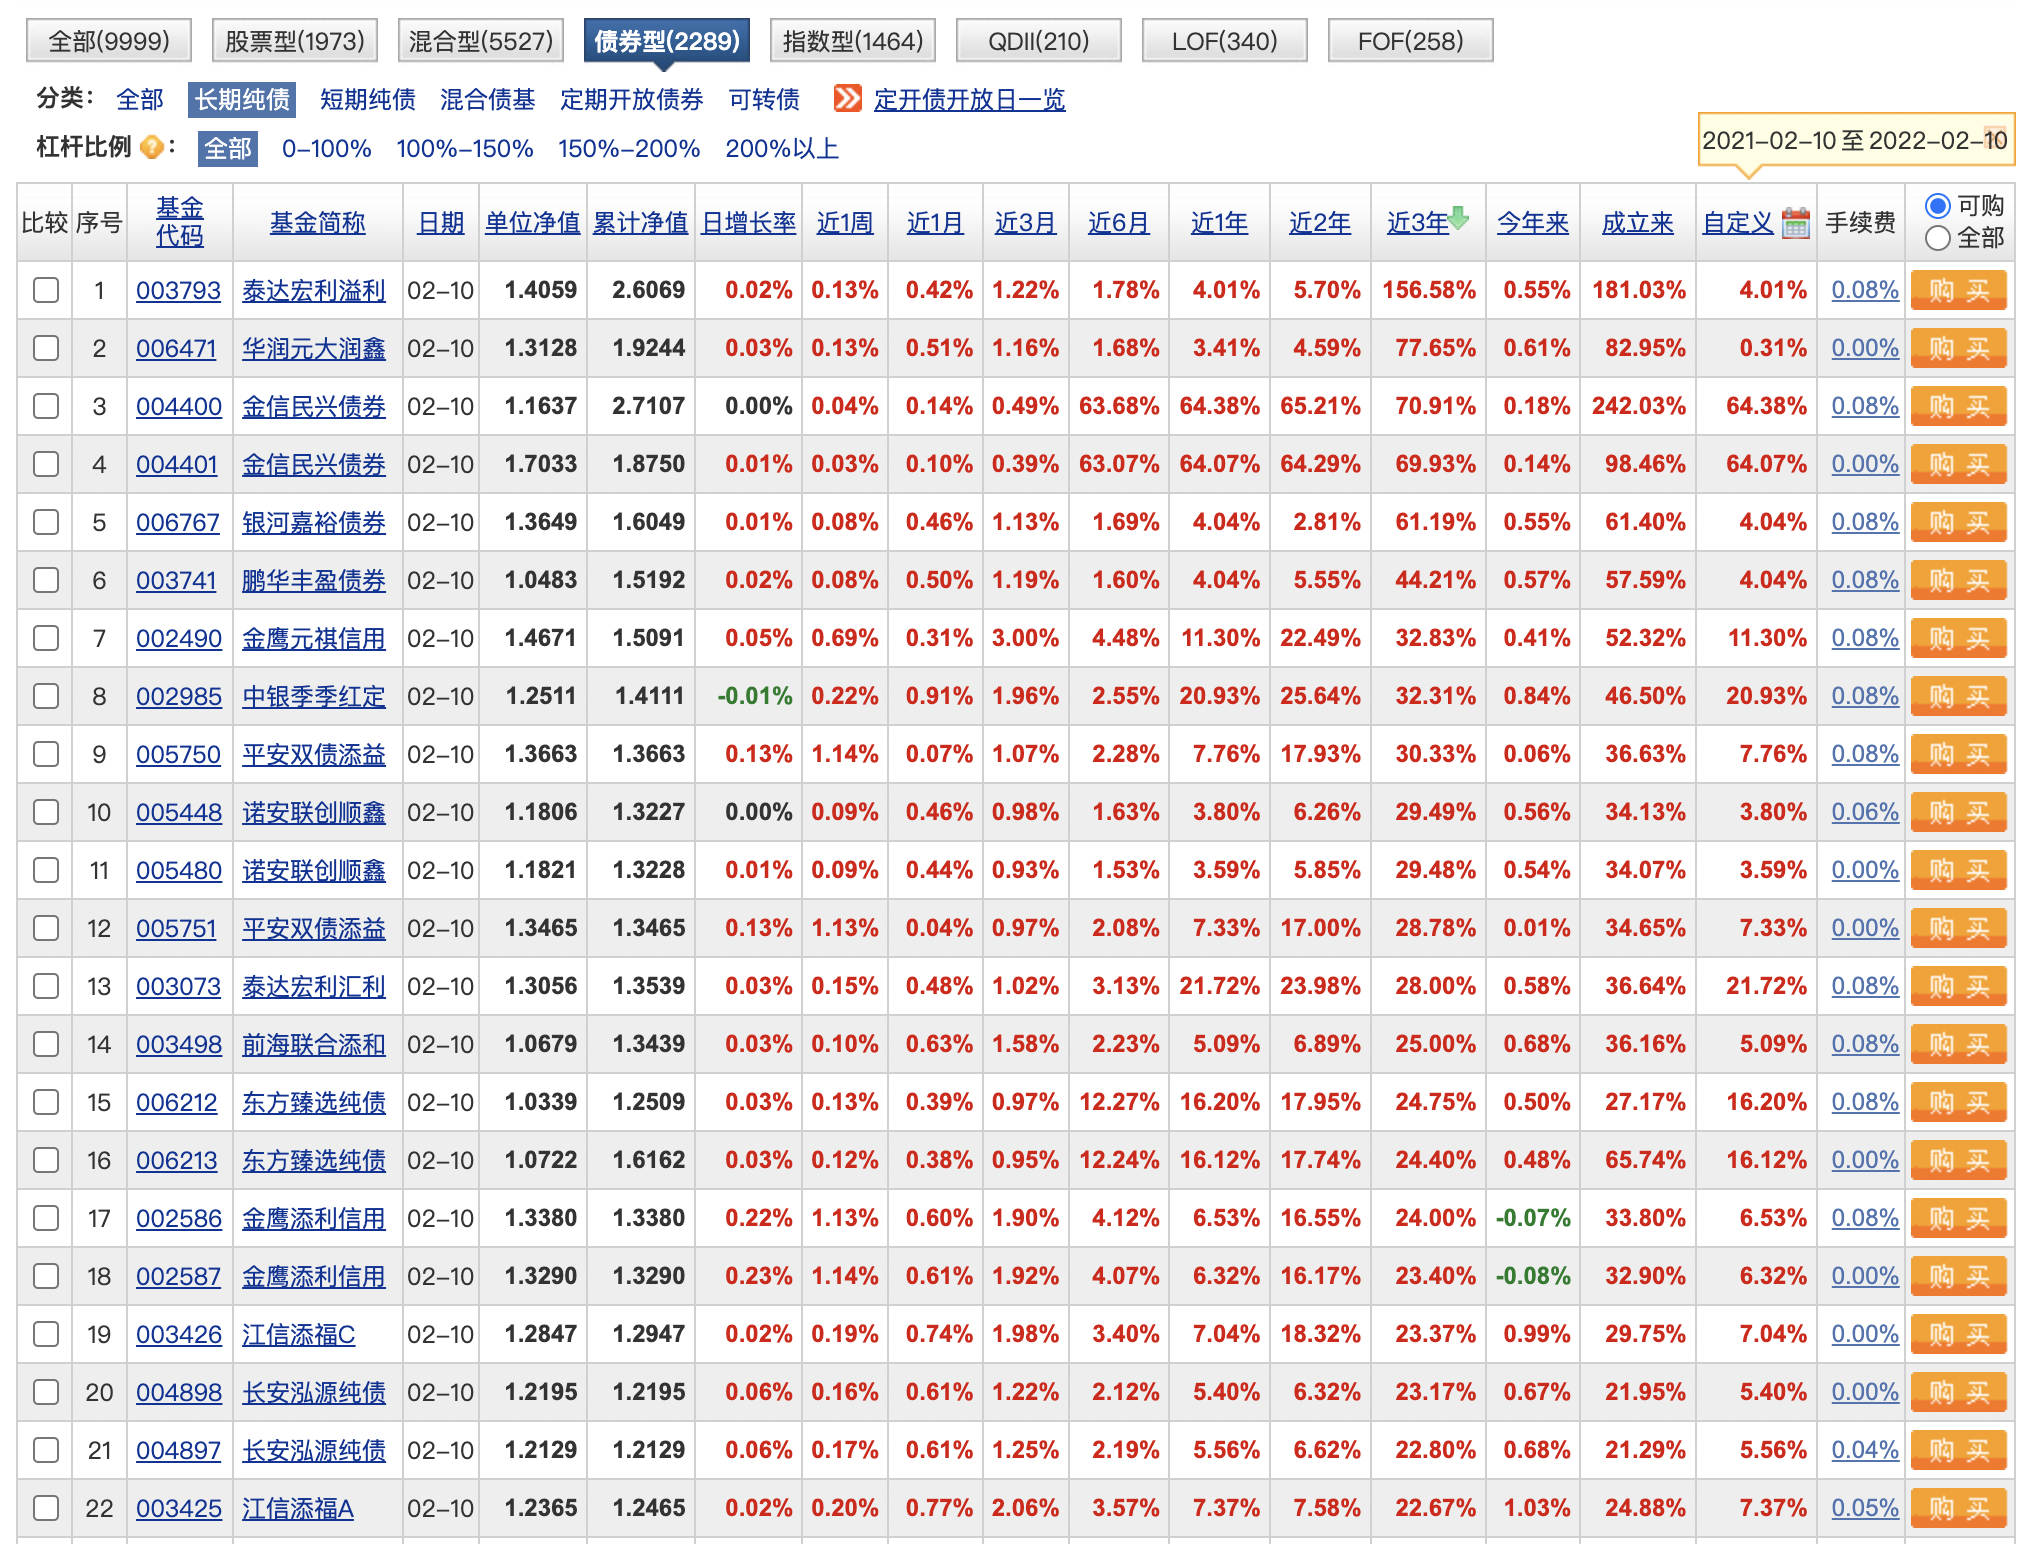 全部(9999) 股票型(1973) 混合型(5527) 债券型(2289) 指数型(1464) QDII(210) LOF(340) FOF(258)
分类： 全部 长期纯债 短期纯债 混合债基 定期开放债券 可转债 定开债开放日一览
杠杆比例 ? ： 全部 0-100% 100%-150% 150%-200% 200%以上
2021-02-10 至 2022-02-10
比较 序号 基金代码 基金简称 日期 单位净值 累计净值 日增长率 近1周 近1月 近3月 近6月 近1年 近2年 近3年 今年来 成立来 自定义 手续费 可购 全部
1 003793 泰达宏利溢利 02-10 1.4059 2.6069 0.02% 0.13% 0.42% 1.22% 1.78% 4.01% 5.70% 156.58% 0.55% 181.03% 4.01% 0.08% 购买
2 006471 华润元大润鑫 02-10 1.3128 1.9244 0.03% 0.13% 0.51% 1.16% 1.68% 3.41% 4.59% 77.65% 0.61% 82.95% 0.31% 0.00% 购买
3 004400 金信民兴债券 02-10 1.1637 2.7107 0.00% 0.04% 0.14% 0.49% 63.68% 64.38% 65.21% 70.91% 0.18% 242.03% 64.38% 0.08% 购买
4 004401 金信民兴债券 02-10 1.7033 1.8750 0.01% 0.03% 0.10% 0.39% 63.07% 64.07% 64.29% 69.93% 0.14% 98.46% 64.07% 0.00% 购买
5 006767 银河嘉裕债券 02-10 1.3649 1.6049 0.01% 0.08% 0.46% 1.13% 1.69% 4.04% 2.81% 61.19% 0.55% 61.40% 4.04% 0.08% 购买
6 003741 鹏华丰盈债券 02-10 1.0483 1.5192 0.02% 0.08% 0.50% 1.19% 1.60% 4.04% 5.55% 44.21% 0.57% 57.59% 4.04% 0.08% 购买
7 002490 金鹰元祺信用 02-10 1.4671 1.5091 0.05% 0.69% 0.31% 3.00% 4.48% 11.30% 22.49% 32.83% 0.41% 52.32% 11.30% 0.08% 购买
8 002985 中银季季红定 02-10 1.2511 1.4111 -0.01% 0.22% 0.91% 1.96% 2.55% 20.93% 25.64% 32.31% 0.84% 46.50% 20.93% 0.08% 购买
9 005750 平安双债添益 02-10 1.3663 1.3663 0.13% 1.14% 0.07% 1.07% 2.28% 7.76% 17.93% 30.33% 0.06% 36.63% 7.76% 0.08% 购买
10 005448 诺安联创顺鑫 02-10 1.1806 1.3227 0.00% 0.09% 0.46% 0.98% 1.63% 3.80% 6.26% 29.49% 0.56% 34.13% 3.80% 0.06% 购买
11 005480 诺安联创顺鑫 02-10 1.1821 1.3228 0.01% 0.09% 0.44% 0.93% 1.53% 3.59% 5.85% 29.48% 0.54% 34.07% 3.59% 0.00% 购买
12 005751 平安双债添益 02-10 1.3465 1.3465 0.13% 1.13% 0.04% 0.97% 2.08% 7.33% 17.00% 28.78% 0.01% 34.65% 7.33% 0.00% 购买
13 003073 泰达宏利汇利 02-10 1.3056 1.3539 0.03% 0.15% 0.48% 1.02% 3.13% 21.72% 23.98% 28.00% 0.58% 36.64% 21.72% 0.08% 购买
14 003498 前海联合添和 02-10 1.0679 1.3439 0.03% 0.10% 0.63% 1.58% 2.23% 5.09% 6.89% 25.00% 0.68% 36.16% 5.09% 0.08% 购买
15 006212 东方臻选纯债 02-10 1.0339 1.2509 0.03% 0.13% 0.39% 0.97% 12.27% 16.20% 17.95% 24.75% 0.50% 27.17% 16.20% 0.08% 购买
16 006213 东方臻选纯债 02-10 1.0722 1.6162 0.03% 0.12% 0.38% 0.95% 12.24% 16.12% 17.74% 24.40% 0.48% 65.74% 16.12% 0.00% 购买
17 002586 金鹰添利信用 02-10 1.3380 1.3380 0.22% 1.13% 0.60% 1.90% 4.12% 6.53% 16.55% 24.00% -0.07% 33.80% 6.53% 0.08% 购买
18 002587 金鹰添利信用 02-10 1.3290 1.3290 0.23% 1.14% 0.61% 1.92% 4.07% 6.32% 16.17% 23.40% -0.08% 32.90% 6.32% 0.00% 购买
19 003426 江信添福C 02-10 1.2847 1.2947 0.02% 0.19% 0.74% 1.98% 3.40% 7.04% 18.32% 23.37% 0.99% 29.75% 7.04% 0.00% 购买
20 004898 长安泓源纯债 02-10 1.2195 1.2195 0.06% 0.16% 0.61% 1.22% 2.12% 5.40% 6.32% 23.17% 0.67% 21.95% 5.40% 0.00% 购买
21 004897 长安泓源纯债 02-10 1.2129 1.2129 0.06% 0.17% 0.61% 1.25% 2.19% 5.56% 6.62% 22.80% 0.68% 21.29% 5.56% 0.04% 购买
22 003425 江信添福A 02-10 1.2365 1.2465 0.02% 0.20% 0.77% 2.06% 3.57% 7.37% 7.58% 22.67% 1.03% 24.88% 7.37% 0.05% 购买